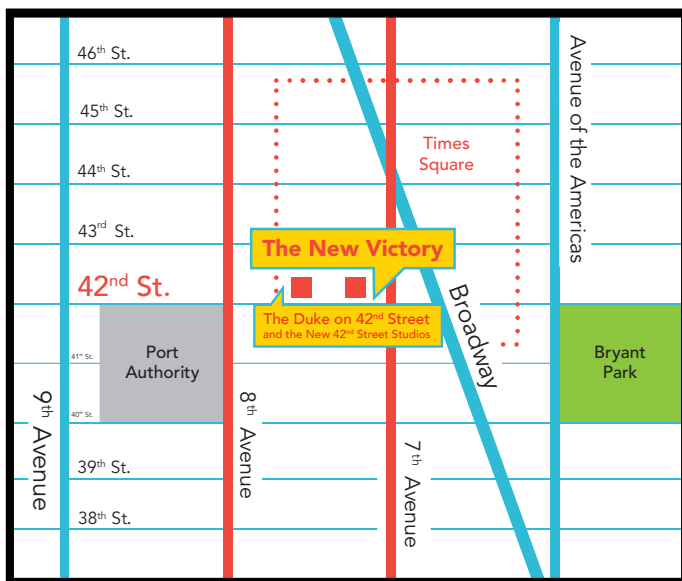 46th St.
45th St.
44th St.
43rd St.
42nd St.
41st St.
40th St.
39th St.
38th St.
Times
Square
The New Victory
The Duke on 42nd Street
and the New 42nd Street Studios
Port
Authority
Bryant
Park
9th Avenue
8th Avenue
7th Avenue
Broadway
Avenue of the Americas